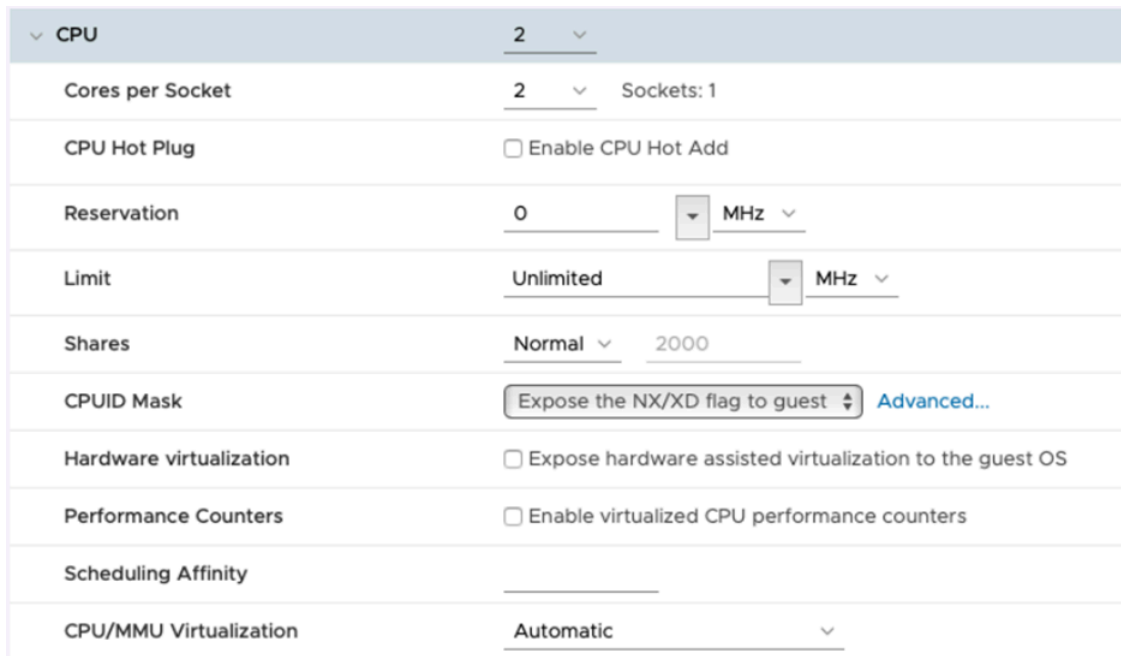 CPU 2
Cores per Socket 2 Sockets: 1
CPU Hot Plug Enable CPU Hot Add
Reservation 0 MHz
Limit Unlimited MHz
Shares Normal 2000
CPUID Mask Expose the NX/XD flag to guest Advanced...
Hardware virtualization Expose hardware assisted virtualization to the guest OS
Performance Counters Enable virtualized CPU performance counters
Scheduling Affinity
CPU/MMU Virtualization Automatic